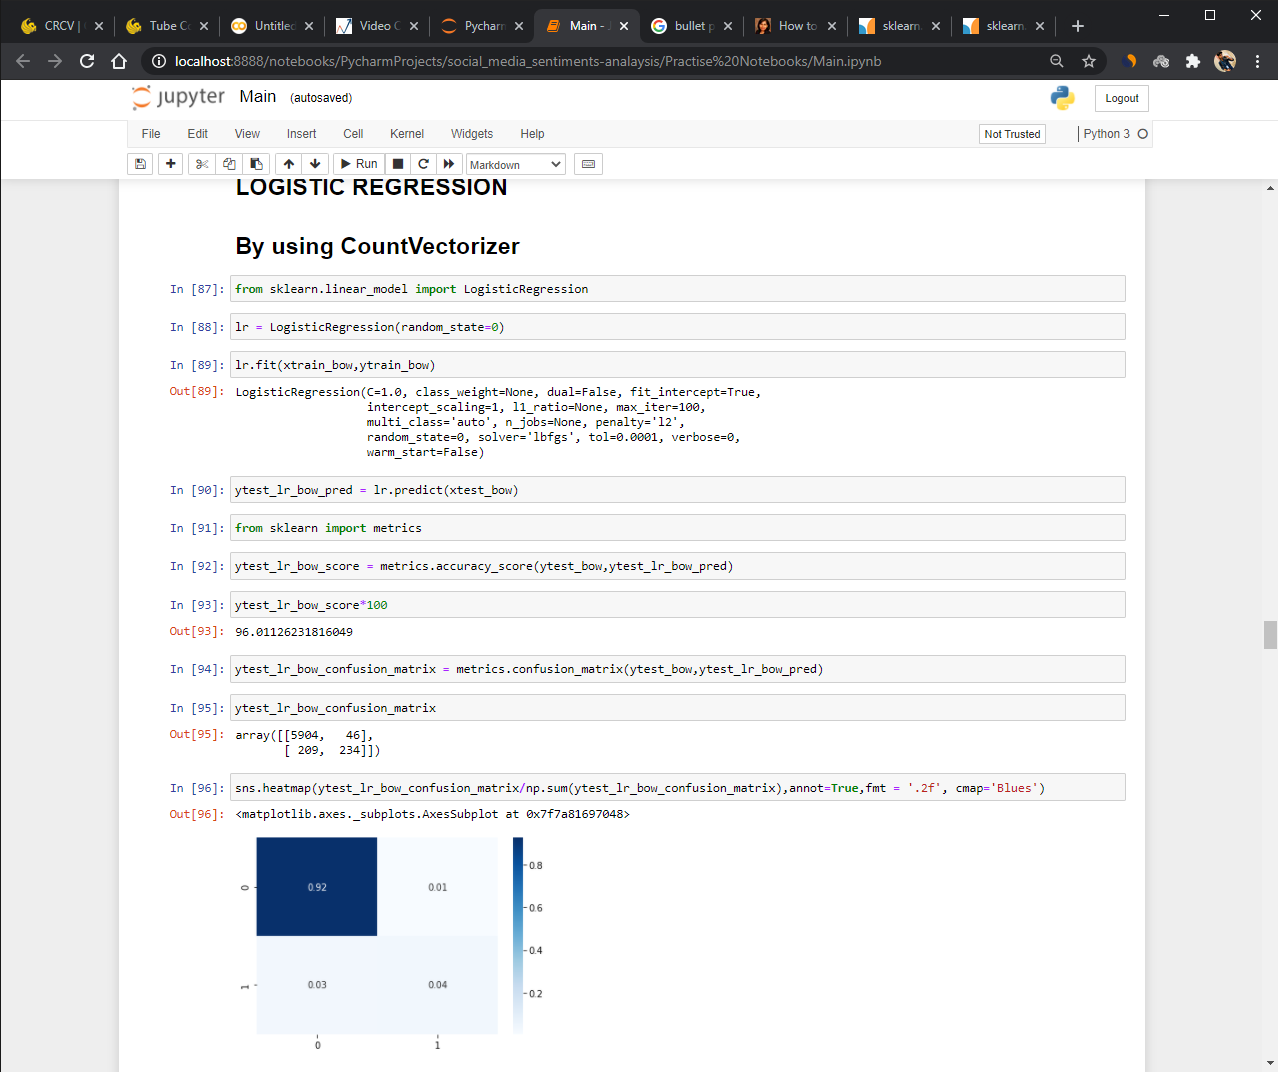 CRCV |
Tube Co
Untitled
Video C
Pycharm
Main - J
bullet p
How to
sklearn.
sklearn.
localhost:8888/notebooks/PycharmProjects/social_media_sentiments-analaysis/Practise%20Notebooks/Main.ipynb
jupyter Main (autosaved)
Logout
File Edit View Insert Cell Kernel Widgets Help
Not Trusted
Python 3
Run
Markdown
LOGISTIC REGRESSION
By using CountVectorizer
In [87]: from sklearn.linear_model import LogisticRegression
In [88]: lr = LogisticRegression(random_state=0)
In [89]: lr.fit(xtrain_bow,ytrain_bow)
Out[89]: LogisticRegression(C=1.0, class_weight=None, dual=False, fit_intercept=True,
intercept_scaling=1, l1_ratio=None, max_iter=100,
multi_class='auto', n_jobs=None, penalty='l2',
random_state=0, solver='lbfgs', tol=0.0001, verbose=0,
warm_start=False)
In [90]: ytest_lr_bow_pred = lr.predict(xtest_bow)
In [91]: from sklearn import metrics
In [92]: ytest_lr_bow_score = metrics.accuracy_score(ytest_bow,ytest_lr_bow_pred)
In [93]: ytest_lr_bow_score*100
Out[93]: 96.01126231816049
In [94]: ytest_lr_bow_confusion_matrix = metrics.confusion_matrix(ytest_bow,ytest_lr_bow_pred)
In [95]: ytest_lr_bow_confusion_matrix
Out[95]: array([[5904, 46],
[ 209, 234]])
In [96]: sns.heatmap(ytest_lr_bow_confusion_matrix/np.sum(ytest_lr_bow_confusion_matrix),annot=True,fmt = '.2f', cmap='Blues')
Out[96]: <matplotlib.axes._subplots.AxesSubplot at 0x7f7a81697048>
0.8
0 0.92 0.01
0.6
0.4
1 0.03 0.04
0.2
0 1